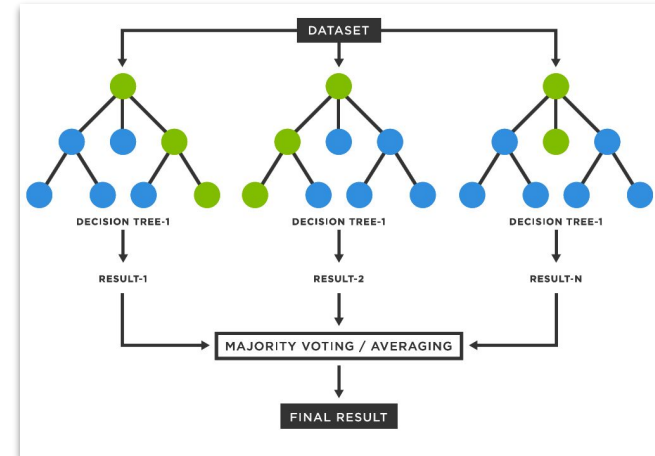 DATASET
DECISION TREE-1
DECISION TREE-1
DECISION TREE-1
RESULT-1
RESULT-2
RESULT-N
MAJORITY VOTING / AVERAGING
FINAL RESULT